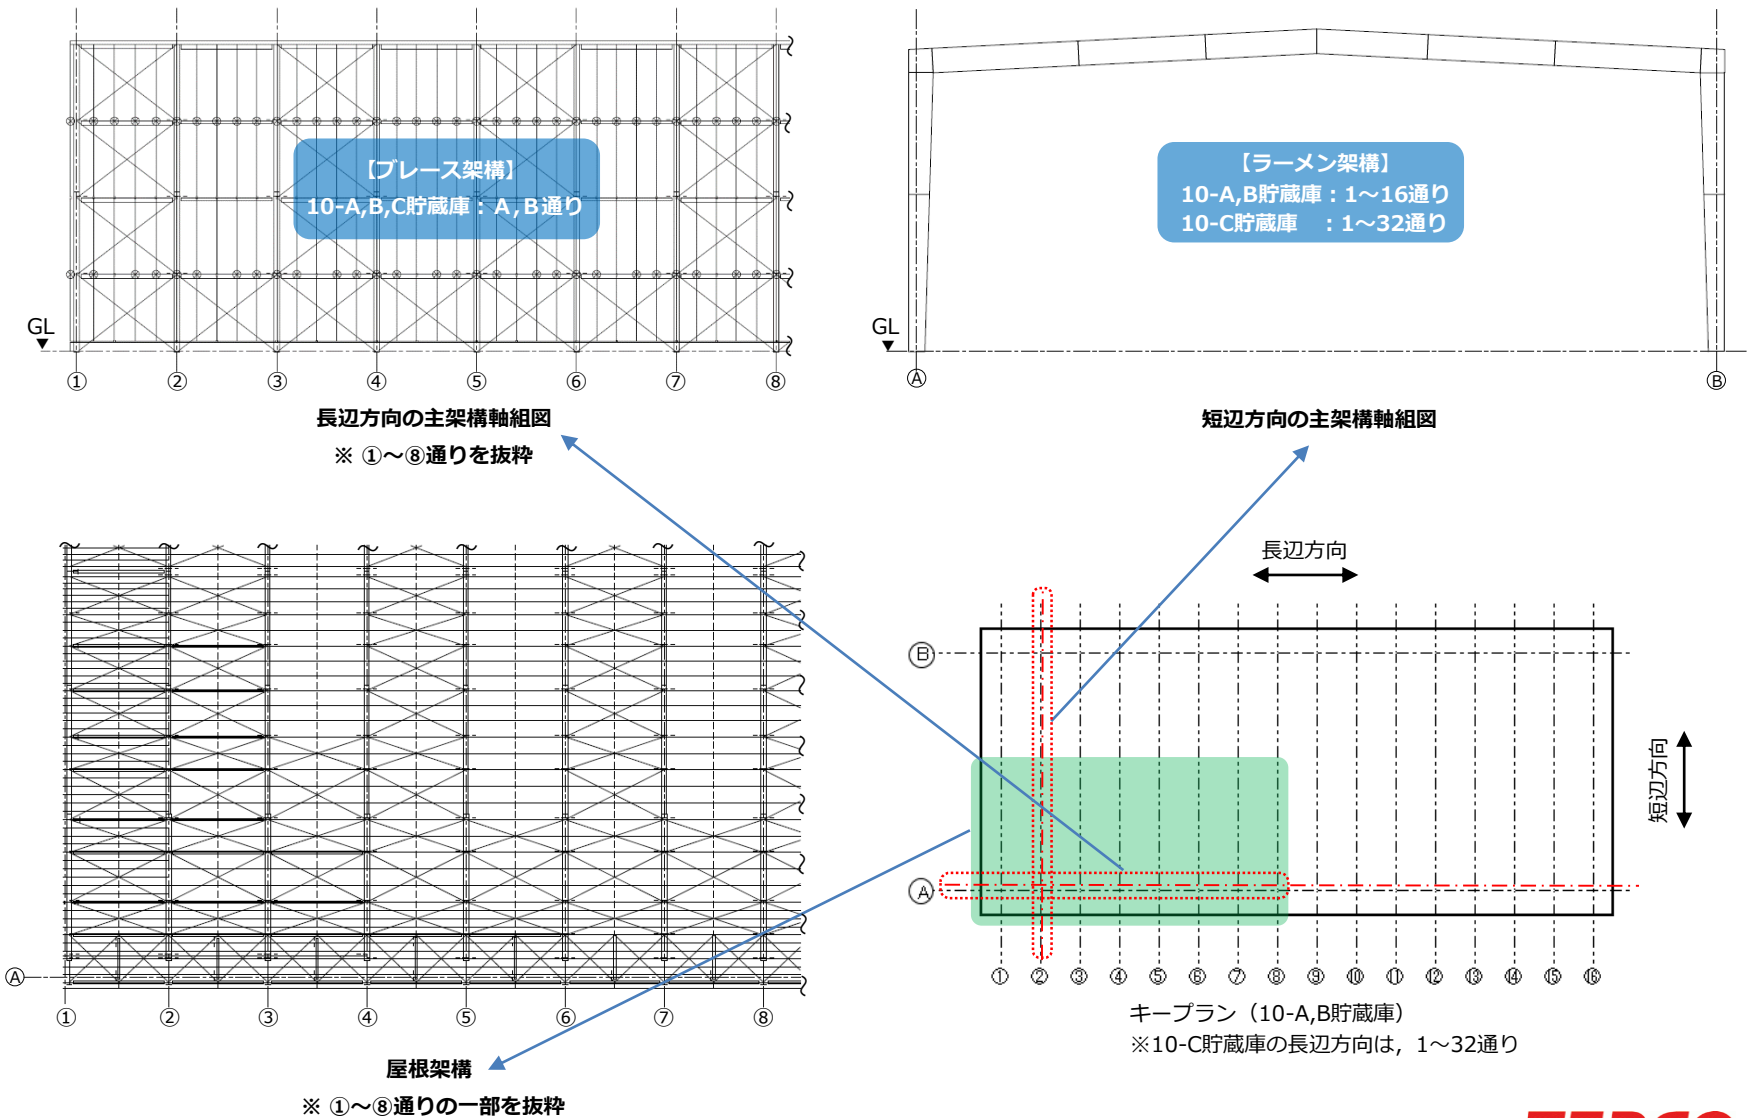 【ブレース架構】
10-A,B,C貯蔵庫：A,B通り
GL
① ② ③ ④ ⑤ ⑥ ⑦ ⑧
長辺方向の主架構軸組図
※ ①～⑧通りを抜粋
【ラーメン架構】
10-A,B貯蔵庫：1～16通り
10-C貯蔵庫　：1～32通り
GL
Ⓐ Ⓑ
短辺方向の主架構軸組図
Ⓐ
① ② ③ ④ ⑤ ⑥ ⑦ ⑧
屋根架構
※ ①～⑧通りの一部を抜粋
長辺方向
Ⓑ
短辺方向
Ⓐ
① ② ③ ④ ⑤ ⑥ ⑦ ⑧ ⑨ ⑩ ⑪ ⑫ ⑬ ⑭ ⑮ ⑯
キープラン（10-A,B貯蔵庫）
※10-C貯蔵庫の長辺方向は，1～32通り